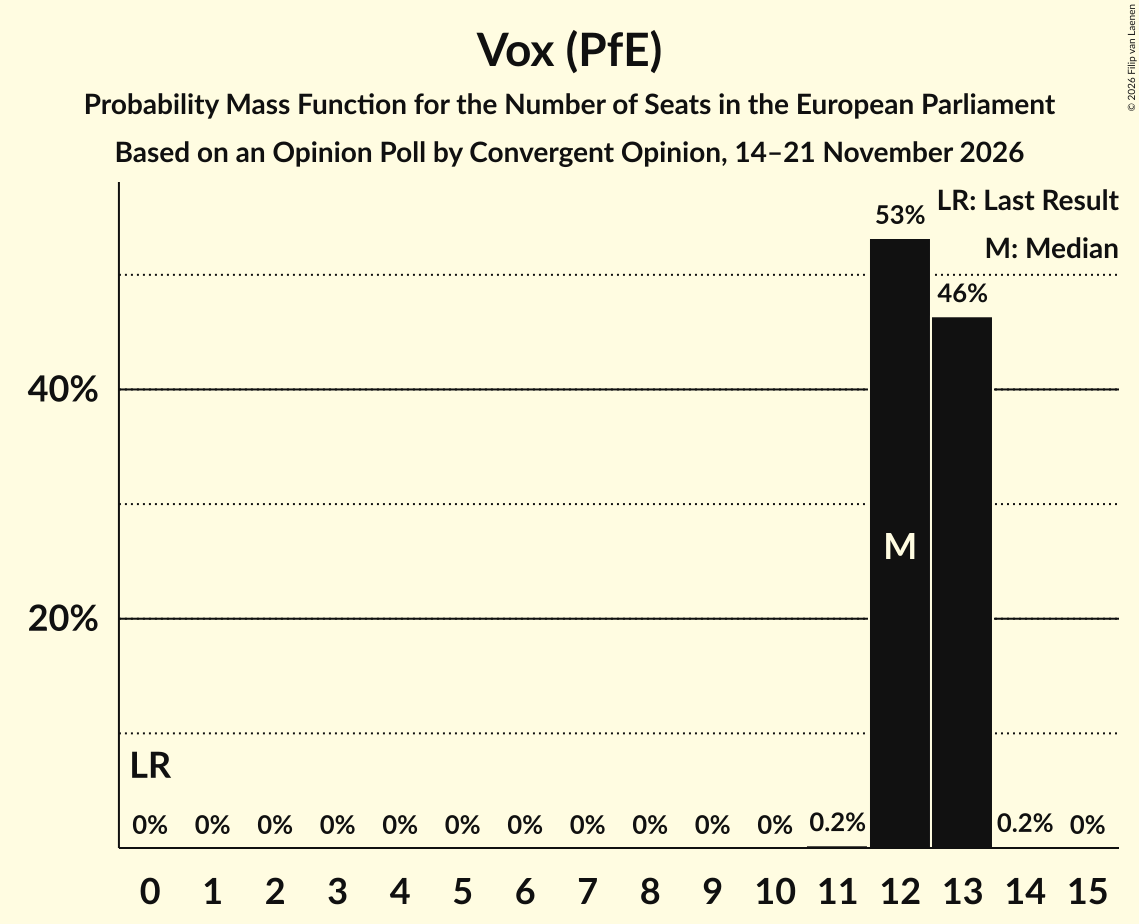 Vox (PfE)
Probability Mass Function for the Number of Seats in the European Parliament
Based on an Opinion Poll by Convergent Opinion, 14–21 November 2026
© 2026 Filip van Laenen
LR: Last Result
M: Median
53%
46%
40%
20%
M
LR
0% 0% 0% 0% 0% 0% 0% 0% 0% 0% 0% 0.2% 0.2% 0%
0 1 2 3 4 5 6 7 8 9 10 11 12 13 14 15